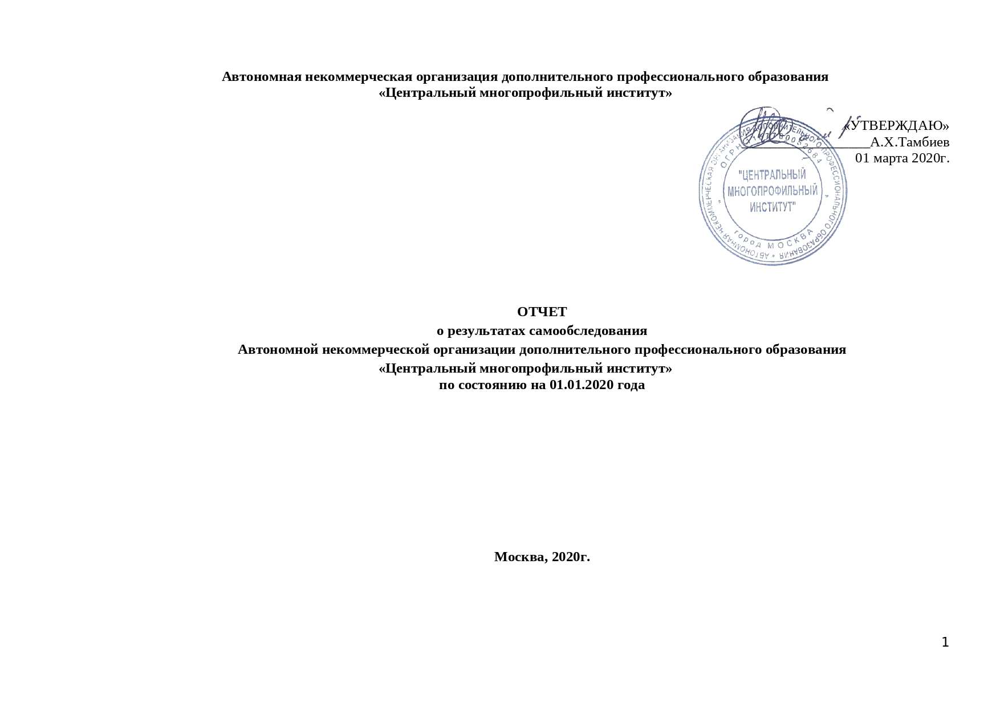 Автономная некоммерческая организация дополнительного профессионального образования
«Центральный многопрофильный институт»
«УТВЕРЖДАЮ»
__________________А.Х.Тамбиев
01 марта 2020г.
АВТОНОМНАЯ НЕКОММЕРЧЕСКАЯ ОРГАНИЗАЦИЯ ДОПОЛНИТЕЛЬНОГО ПРОФЕССИОНАЛЬНОГО ОБРАЗОВАНИЯ *
ОГРН
"ЦЕНТРАЛЬНЫЙ
МНОГОПРОФИЛЬНЫЙ
ИНСТИТУТ"
город МОСКВА
ОТЧЕТ
о результатах самообследования
Автономной некоммерческой организации дополнительного профессионального образования
«Центральный многопрофильный институт»
по состоянию на 01.01.2020 года
Москва, 2020г.
1